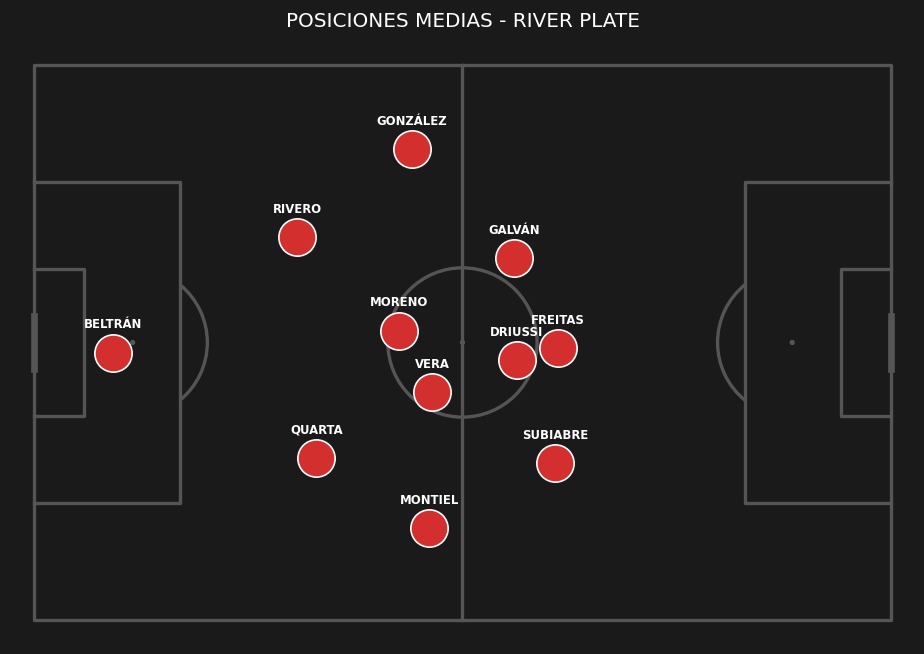 POSICIONES MEDIAS - RIVER PLATE
GONZÁLEZ
RIVERO
GALVÁN
MORENO
BELTRÁN
FREITAS
DRIUSSI
VERA
QUARTA
SUBIABRE
MONTIEL